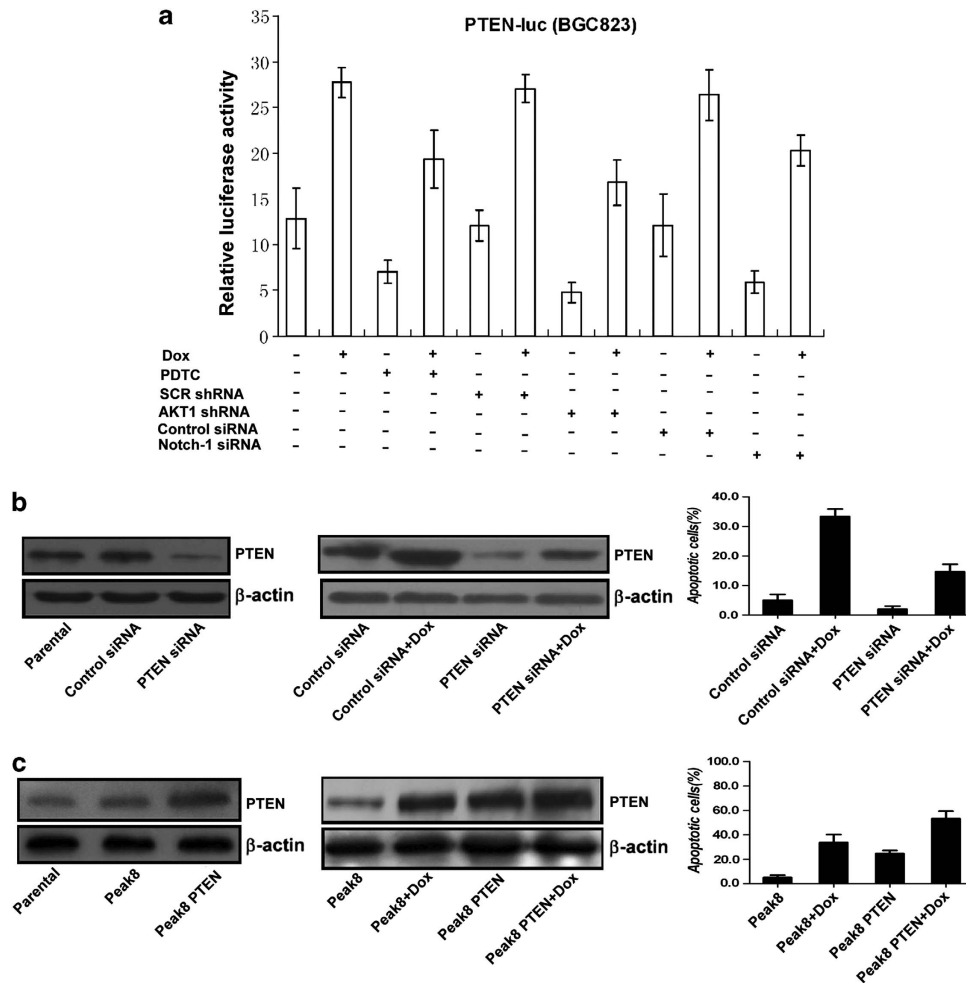 a
PTEN-luc (BGC823)
Relative luciferase activity
35
30
25
20
15
10
5
0
Dox - + - + - + - + - + - +
PDTC - - + + - - - - - - - -
SCR shRNA - - - - + + - - - - - -
AKT1 shRNA - - - - - - + + - - - -
Control siRNA - - - - - - - - + + - -
Notch-1 siRNA - - - - - - - - - - + +
b
PTEN
β-actin
Parental
Control siRNA
PTEN siRNA
PTEN
β-actin
Control siRNA
Control siRNA+Dox
PTEN siRNA
PTEN siRNA+Dox
Apoptotic cells(%)
40.0
30.0
20.0
10.0
0.0
Control siRNA
Control siRNA+Dox
PTEN siRNA
PTEN siRNA+Dox
c
PTEN
β-actin
Parental
Peak8
Peak8 PTEN
PTEN
β-actin
Peak8
Peak8+Dox
Peak8 PTEN
Peak8 PTEN+Dox
Apoptotic cells(%)
100.0
80.0
60.0
40.0
20.0
0.0
Peak8
Peak8+Dox
Peak8 PTEN
Peak8 PTEN+Dox